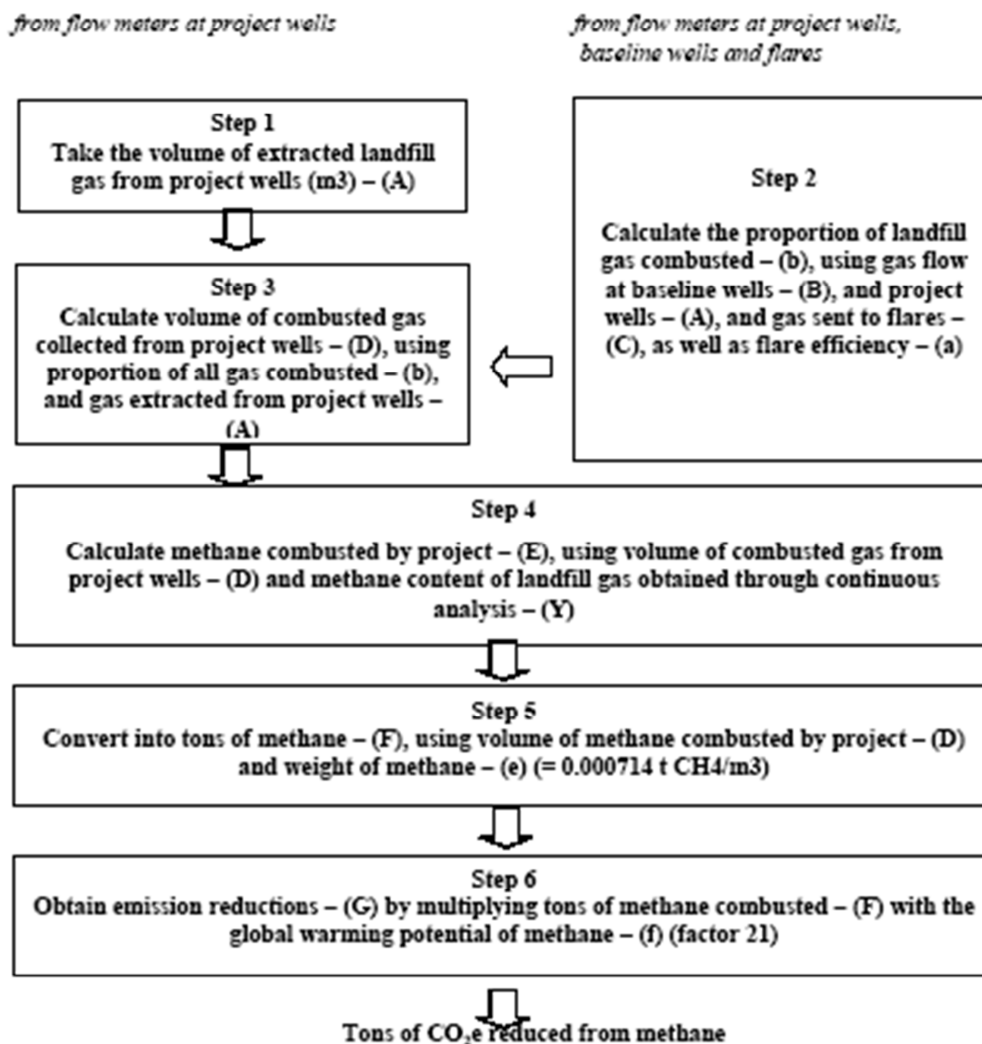 from flow meters at project wells
from flow meters at project wells,
baseline wells and flares
Step 1
Take the volume of extracted landfill
gas from project wells (m3) – (A)
Step 2
Calculate the proportion of landfill
gas combusted – (b), using gas flow
at baseline wells – (B), and project
wells – (A), and gas sent to flares –
(C), as well as flare efficiency – (a)
Step 3
Calculate volume of combusted gas
collected from project wells – (D), using
proportion of all gas combusted – (b),
and gas extracted from project wells –
(A)
Step 4
Calculate methane combusted by project – (E), using volume of combusted gas from
project wells – (D) and methane content of landfill gas obtained through continuous
analysis – (Y)
Step 5
Convert into tons of methane – (F), using volume of methane combusted by project – (D)
and weight of methane – (e) (= 0.000714 t CH4/m3)
Step 6
Obtain emission reductions – (G) by multiplying tons of methane combusted – (F) with the
global warming potential of methane – (f) (factor 21)
Tons of CO₂e reduced from methane